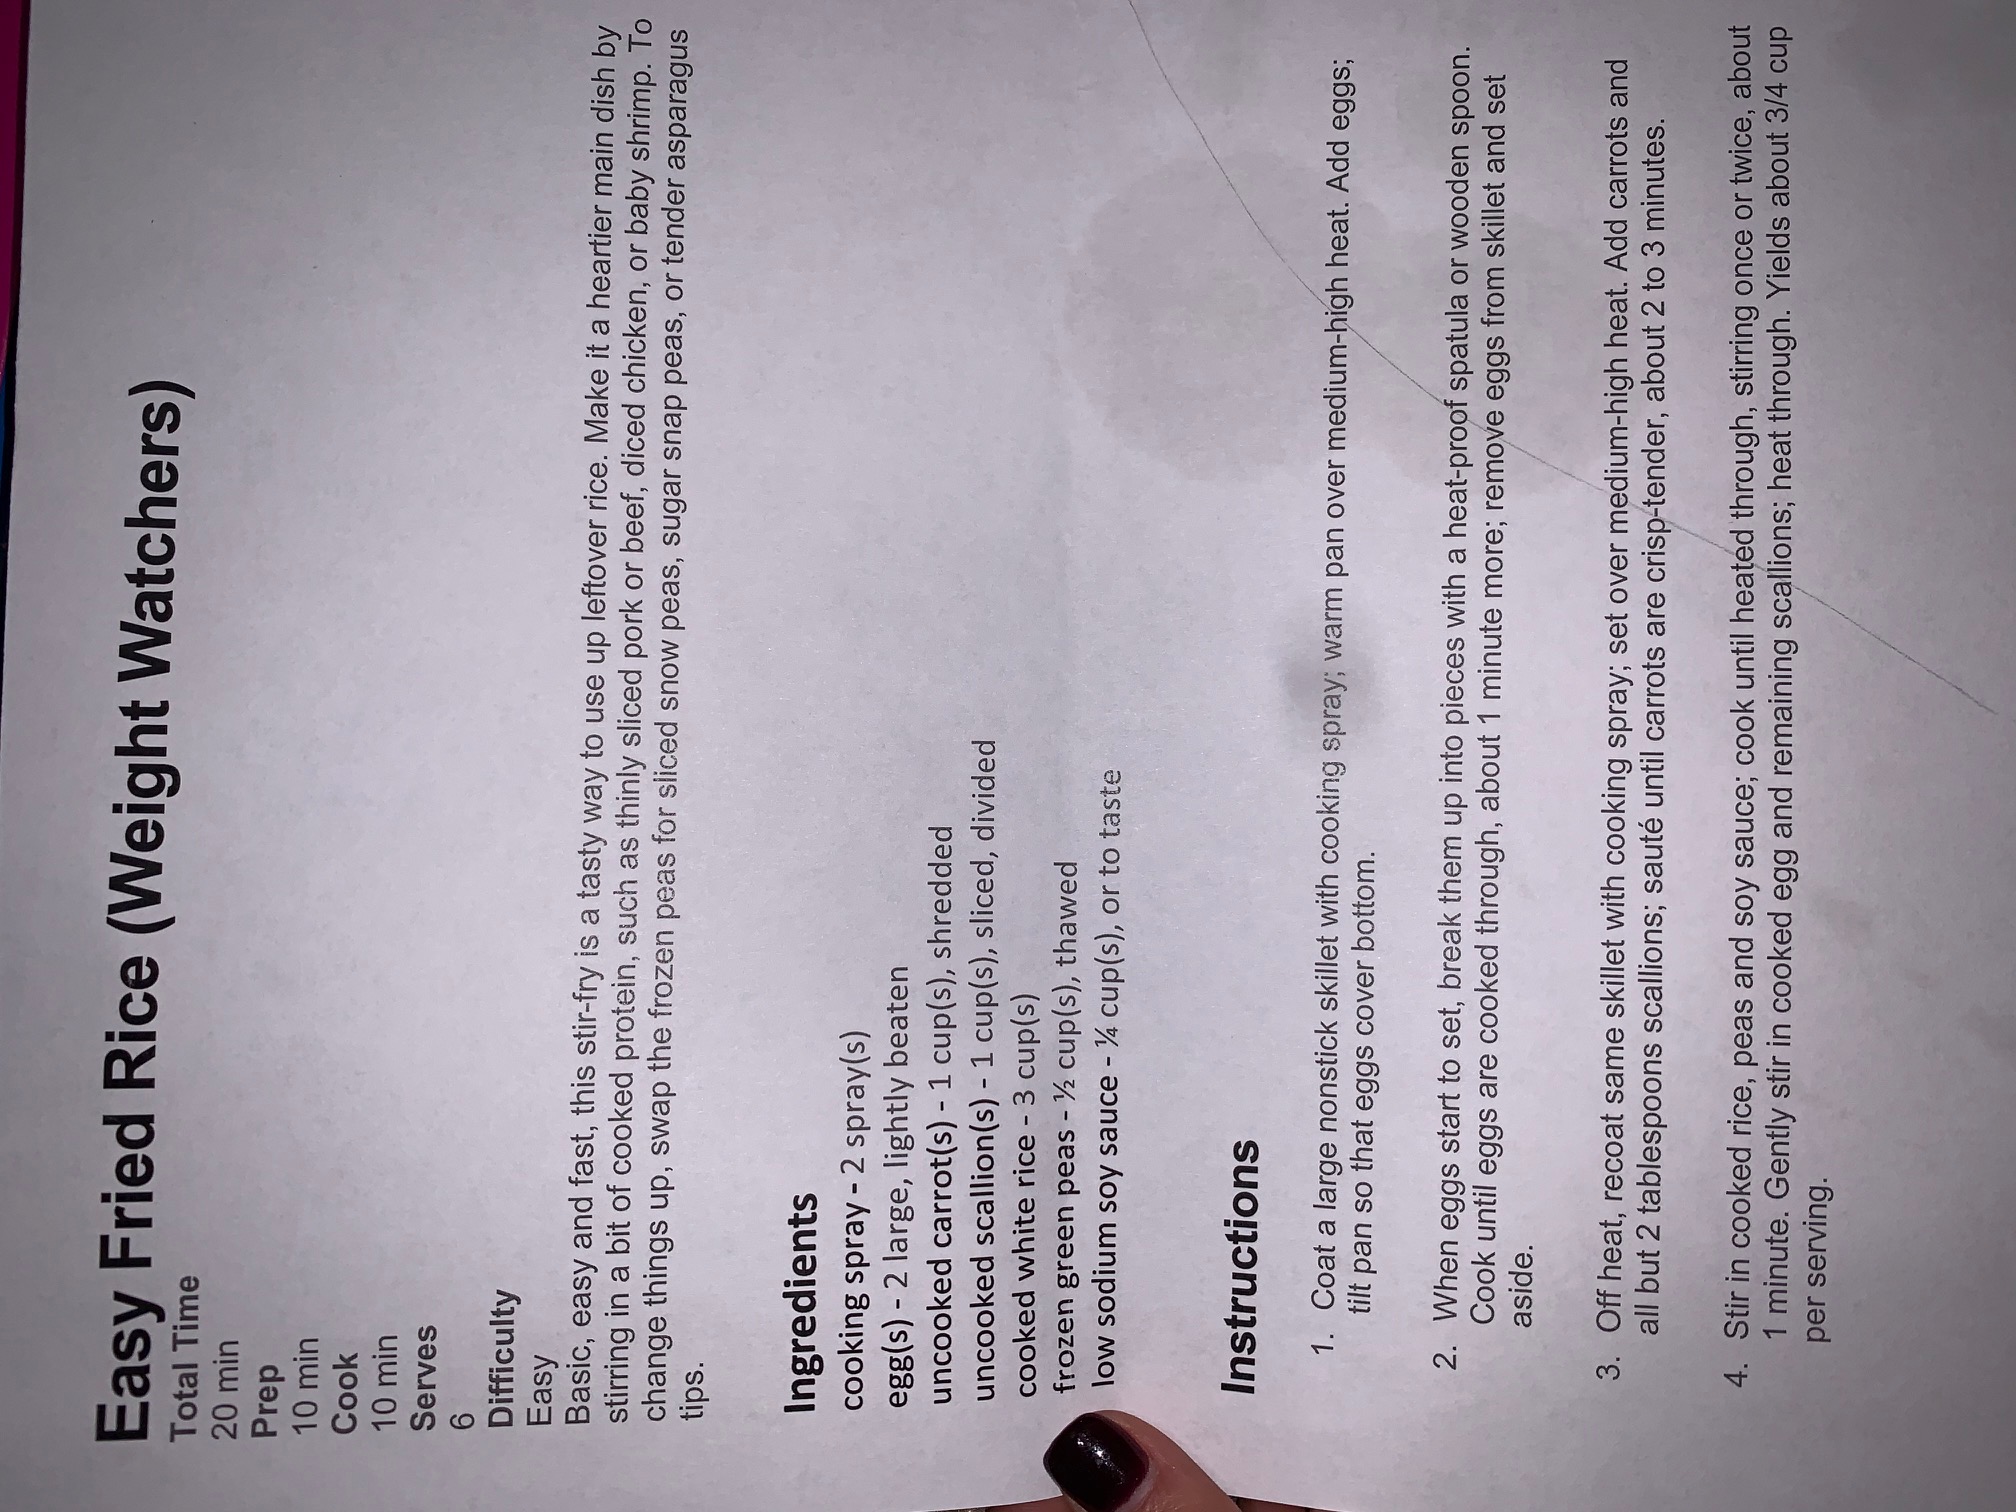 Easy Fried Rice (Weight Watchers)
Total Time
20 min
Prep
10 min
Cook
10 min
Serves
6
Difficulty
Easy
Basic, easy and fast, this stir-fry is a tasty way to use up leftover rice. Make it a heartier main dish by
stirring in a bit of cooked protein, such as thinly sliced pork or beef, diced chicken, or baby shrimp. To
change things up, swap the frozen peas for sliced snow peas, sugar snap peas, or tender asparagus
tips.
Ingredients
cooking spray - 2 spray(s)
egg(s) - 2 large, lightly beaten
uncooked carrot(s) - 1 cup(s), shredded
uncooked scallion(s) - 1 cup(s), sliced, divided
cooked white rice - 3 cup(s)
frozen green peas - ½ cup(s), thawed
low sodium soy sauce - ¼ cup(s), or to taste
Instructions
1. Coat a large nonstick skillet with cooking spray; warm pan over medium-high heat. Add eggs;
tilt pan so that eggs cover bottom.
2. When eggs start to set, break them up into pieces with a heat-proof spatula or wooden spoon.
Cook until eggs are cooked through, about 1 minute more; remove eggs from skillet and set
aside.
3. Off heat, recoat same skillet with cooking spray; set over medium-high heat. Add carrots and
all but 2 tablespoons scallions; sauté until carrots are crisp-tender, about 2 to 3 minutes.
4. Stir in cooked rice, peas and soy sauce; cook until heated through, stirring once or twice, about
1 minute. Gently stir in cooked egg and remaining scallions; heat through. Yields about 3/4 cup
per serving.